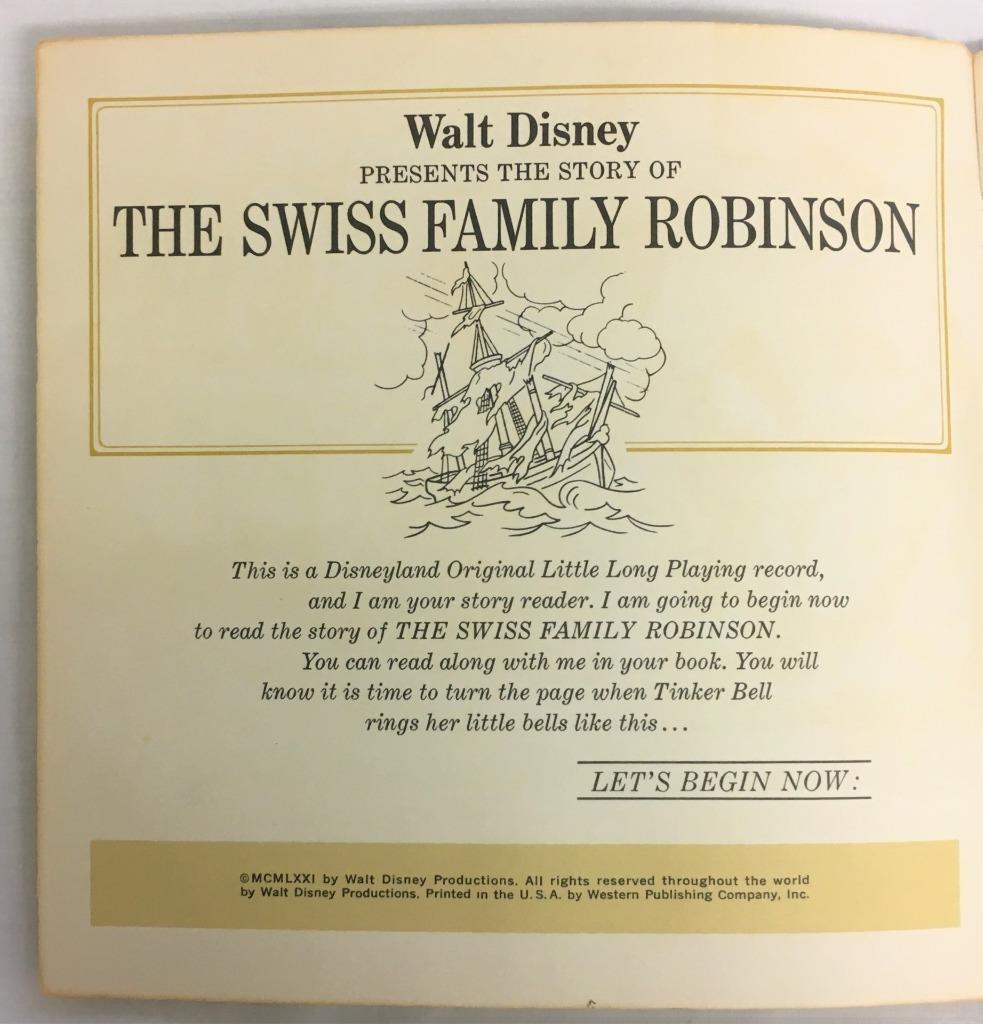 Walt Disney
PRESENTS THE STORY OF
THE SWISS FAMILY ROBINSON
This is a Disneyland Original Little Long Playing record,
and I am your story reader. I am going to begin now
to read the story of THE SWISS FAMILY ROBINSON.
You can read along with me in your book. You will
know it is time to turn the page when Tinker Bell
rings her little bells like this...
LET'S BEGIN NOW:
©MCMLXXI by Walt Disney Productions. All rights reserved throughout the world
by Walt Disney Productions. Printed in the U.S.A. by Western Publishing Company, Inc.